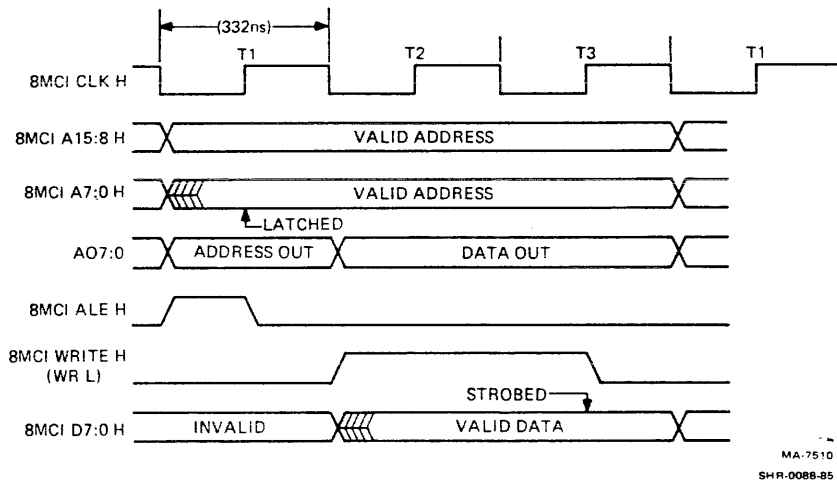 (332ns)
T1 T2 T3 T1
8MCI CLK H
8MCI A15:8 H VALID ADDRESS
8MCI A7:0 H VALID ADDRESS
LATCHED
AO7:0 ADDRESS OUT DATA OUT
8MCI ALE H
8MCI WRITE H
(WR L)
STROBED
8MCI D7:0 H INVALID VALID DATA
MA-7510
SHR-0088-85